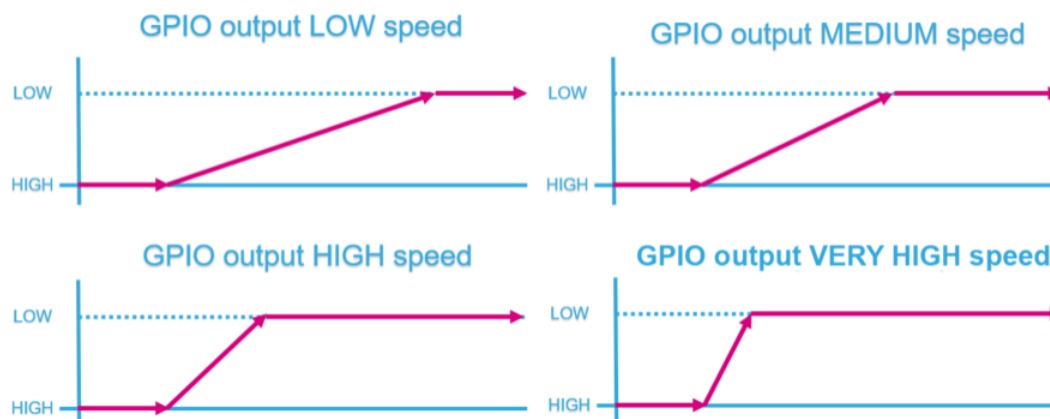 GPIO output LOW speed
LOW
HIGH
GPIO output MEDIUM speed
LOW
HIGH
GPIO output HIGH speed
LOW
HIGH
GPIO output VERY HIGH speed
LOW
HIGH